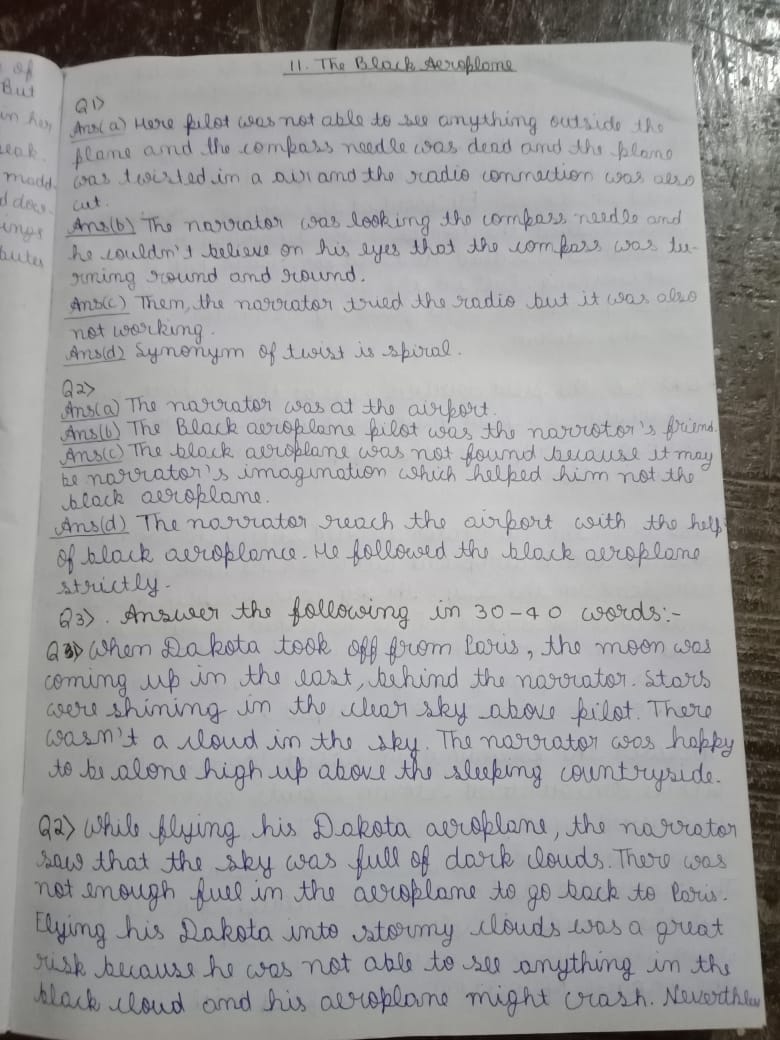 of
But
in her
eak.
madd.
d does.
ings
butes
11. The Black Aeroplane
Q1>
Ans(a) Here pilot was not able to see anything outside the
plane and the compass needle was dead and the plane
was twisted in a air and the radio connection was also
cut.
Ans(b) The narrator was looking the compass needle and
he couldn't believe on his eyes that the compass was tu-
rning round and round.
Ans(c) Them, the narrator tried the radio but it was also
not working.
Ans(d) Synonym of twist is spiral.
Q2>
Ans(a) The narrator was at the airport.
Ans(b) The Black aeroplane pilot was the narrotor's friend.
Ans(c) The black aeroplane was not found because it may
be narrator's imagination which helped him not the
black aeroplane.
Ans(d) The narrator reach the airport with the help
of black aeroplance. He followed the black aeroplane
strictly.
Q3>. Answer the following in 30-40 words:-
Q1> When Dakota took off from Paris, the moon was
coming up in the east, behind the narrator. Stars
were shining in the clear sky above pilot. There
wasn't a cloud in the sky. The narrator was happy
to be alone high up above the sleeping countryside.
Q2> While flying his Dakota aeroplane, the narrator
saw that the sky was full of dark clouds. There was
not enough fuel in the aeroplane to go back to Paris.
Flying his Dakota into stormy clouds was a great
risk because he was not able to see anything in the
black cloud and his aeroplane might crash. Neverthles